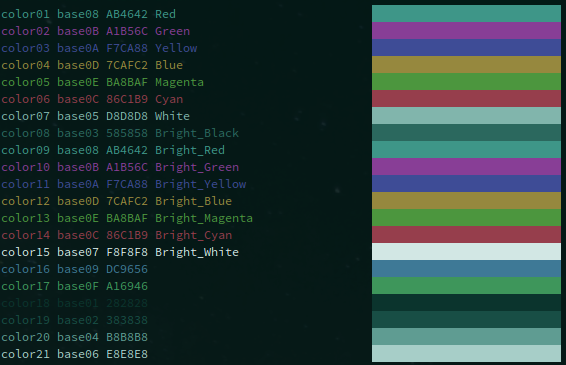 color01 base08 AB4642 Red
color02 base0B A1B56C Green
color03 base0A F7CA88 Yellow
color04 base0D 7CAFC2 Blue
color05 base0E BA8BAF Magenta
color06 base0C 86C1B9 Cyan
color07 base05 D8D8D8 White
color08 base03 585858 Bright_Black
color09 base08 AB4642 Bright_Red
color10 base0B A1B56C Bright_Green
color11 base0A F7CA88 Bright_Yellow
color12 base0D 7CAFC2 Bright_Blue
color13 base0E BA8BAF Bright_Magenta
color14 base0C 86C1B9 Bright_Cyan
color15 base07 F8F8F8 Bright_White
color16 base09 DC9656
color17 base0F A16946
color18 base01 282828
color19 base02 383838
color20 base04 B8B8B8
color21 base06 E8E8E8